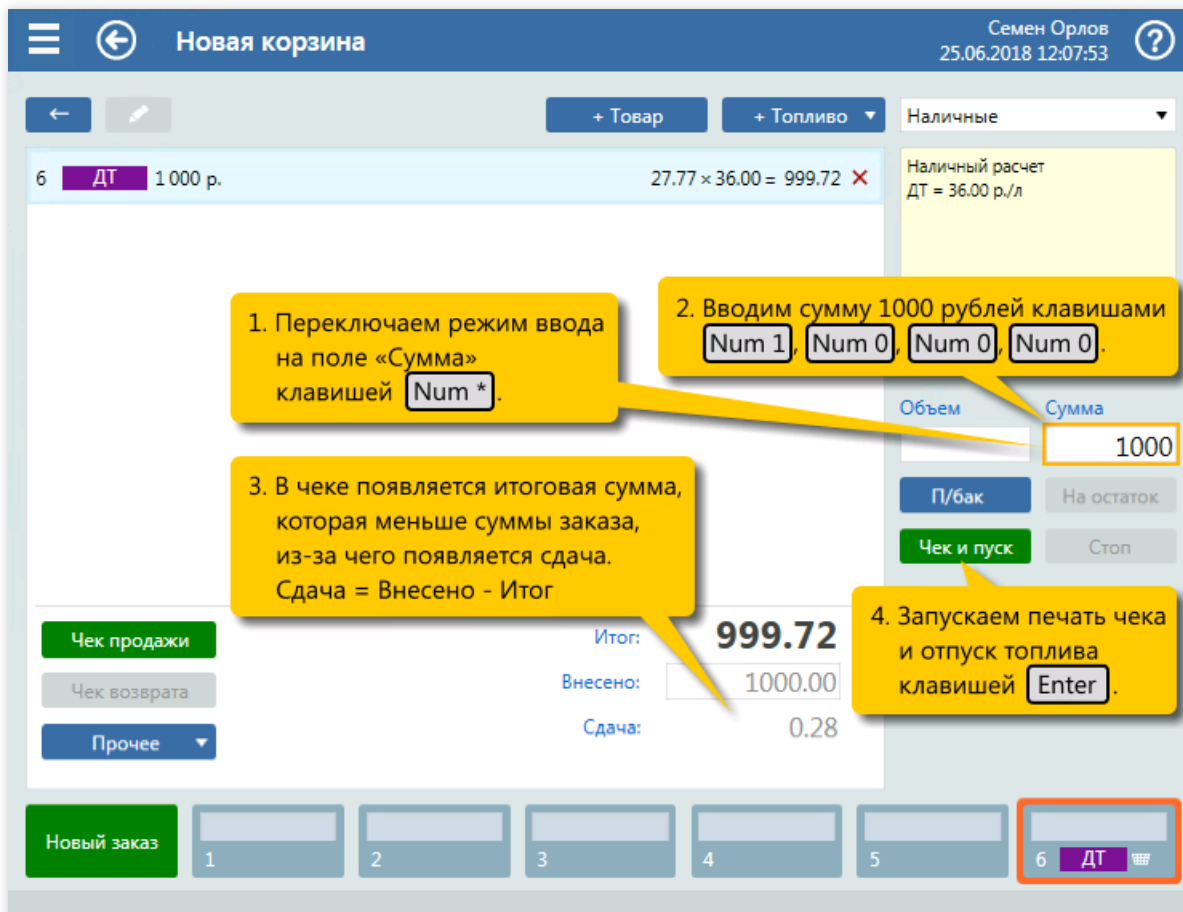 Новая корзина
Семен Орлов
25.06.2018 12:07:53
+ Товар
+ Топливо
Наличные
6 ДТ 1 000 р. 27.77 × 36.00 = 999.72
Наличный расчет
ДТ = 36.00 р./л
1. Переключаем режим ввода
на поле «Сумма»
клавишей Num *.
2. Вводим сумму 1000 рублей клавишами
Num 1, Num 0, Num 0, Num 0.
Объем Сумма
1000
3. В чеке появляется итоговая сумма,
которая меньше суммы заказа,
из-за чего появляется сдача.
Сдача = Внесено - Итог
П/бак На остаток
Чек и пуск Стоп
4. Запускаем печать чека
и отпуск топлива
клавишей Enter.
Чек продажи
Чек возврата
Прочее
Итог: 999.72
Внесено: 1000.00
Сдача: 0.28
Новый заказ
1
2
3
4
5
6 ДТ